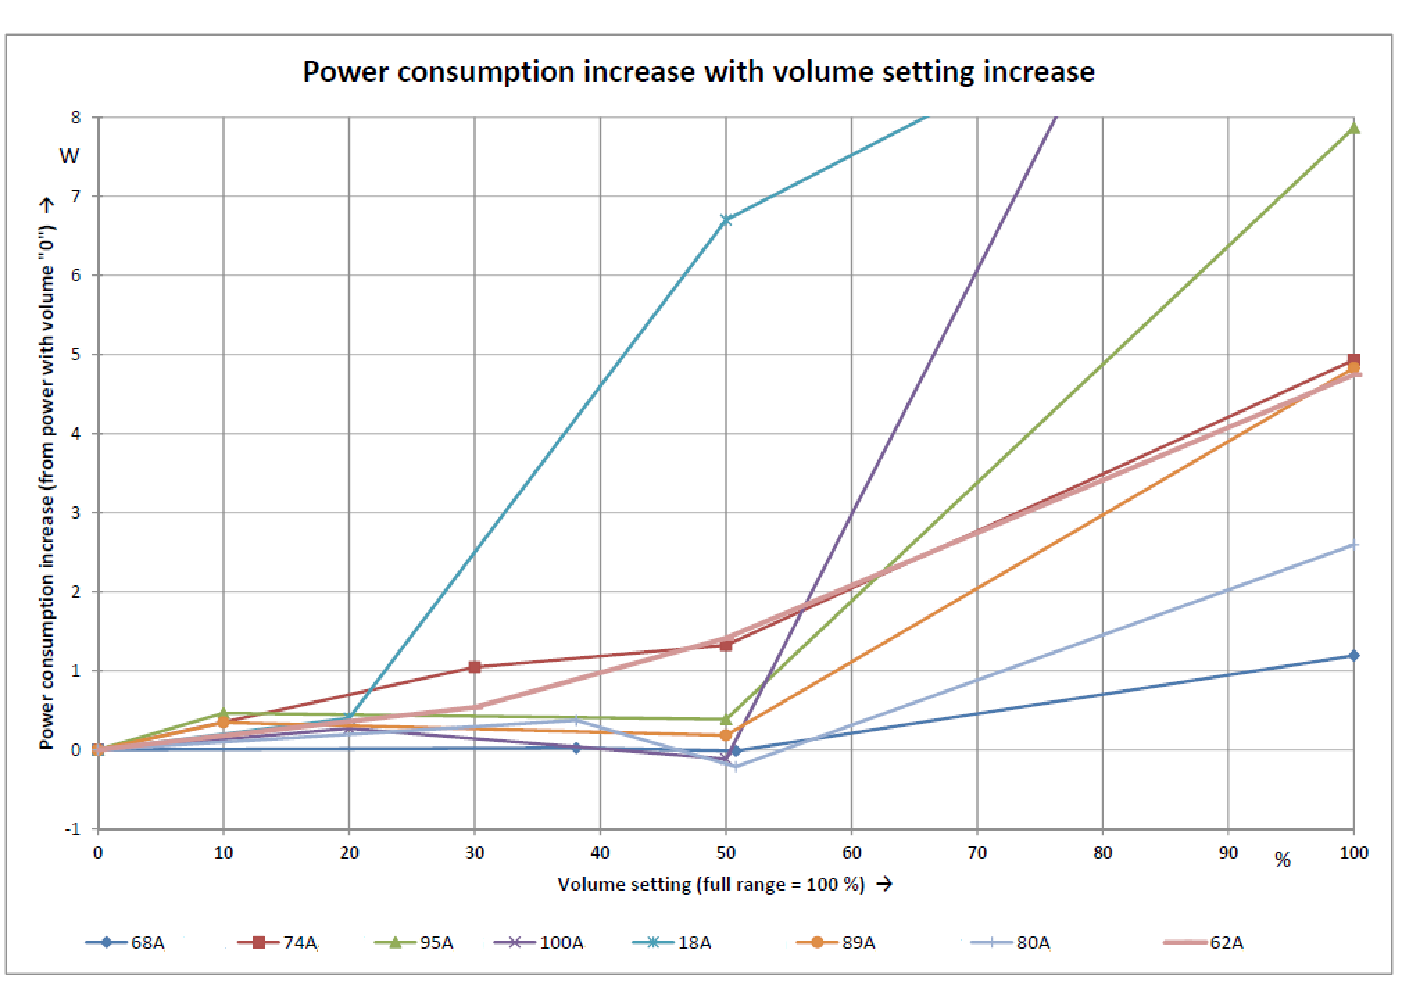 Power consumption increase with volume setting increase
8
W
7
6
5
4
3
2
1
0
-1
Power consumption increase (from power with volume "0") →
0 10 20 30 40 50 60 70 80 90 % 100
Volume setting (full range = 100 %) →
68A 74A 95A 100A 18A 89A 80A 62A